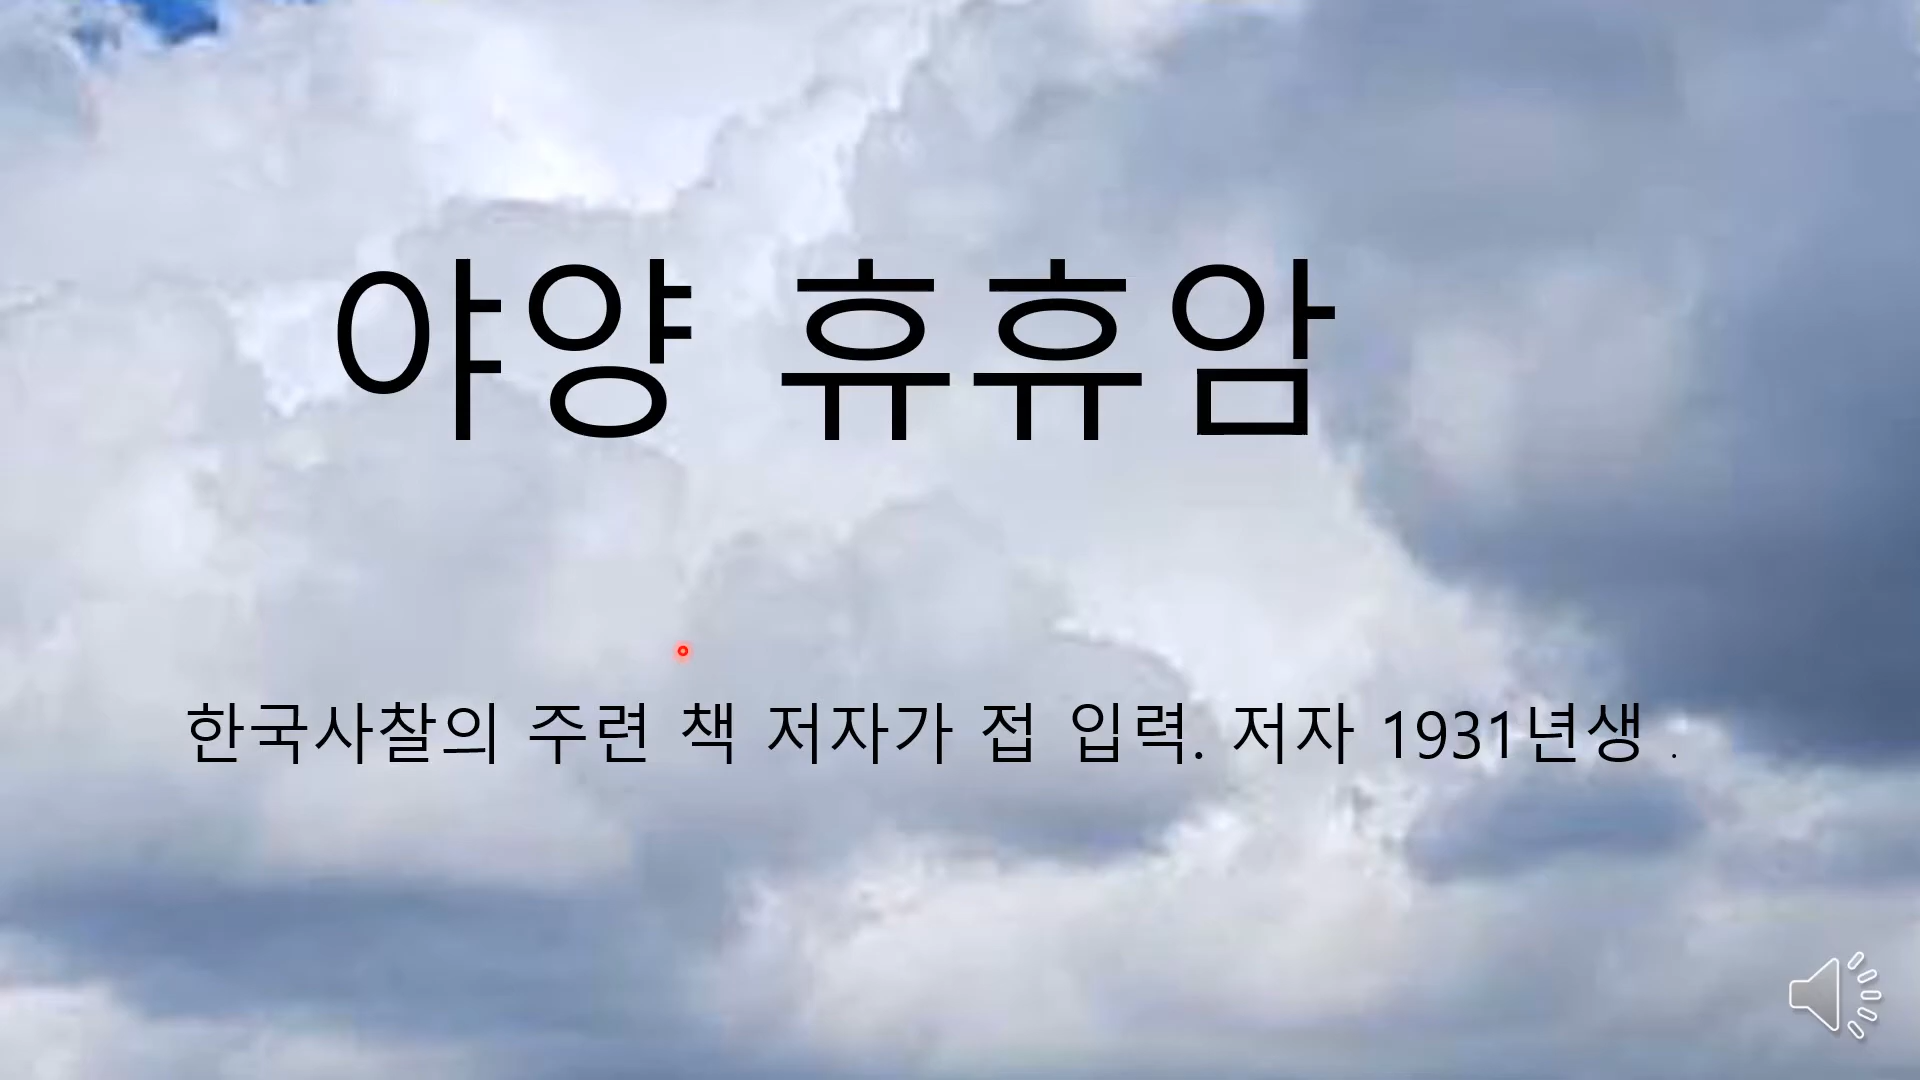 야양 휴휴암
한국사찰의 주련 책 저자가 접 입력. 저자 1931년생 .